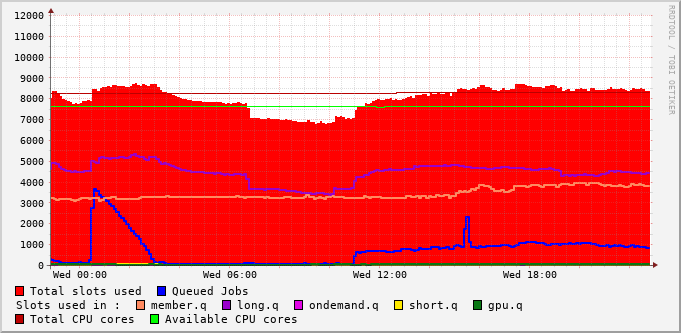 12000
11000
10000
9000
8000
7000
6000
5000
4000
3000
2000
1000
0
Wed 00:00 Wed 06:00 Wed 12:00 Wed 18:00
RRDTOOL / TOBI OETIKER
Total slots used Queued Jobs
Slots used in : member.q long.q ondemand.q short.q gpu.q
Total CPU cores Available CPU cores